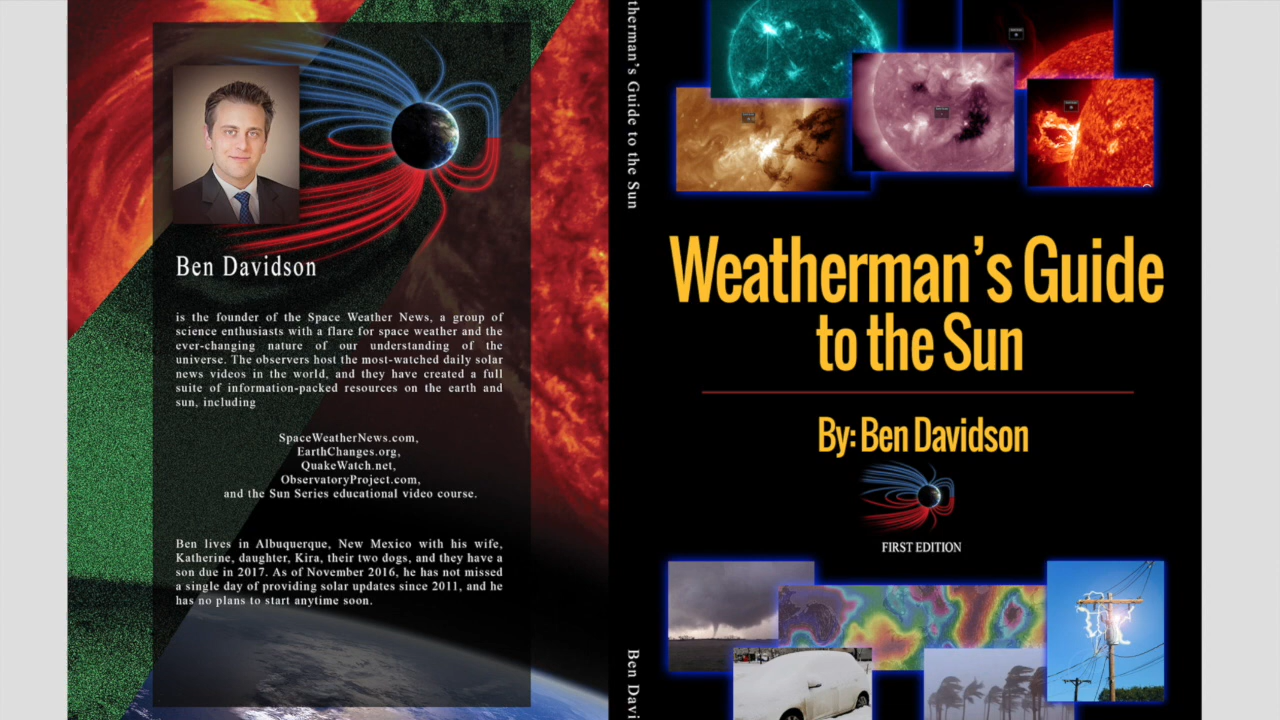 Ben Davidson
is the founder of the Space Weather News, a group of
science enthusiasts with a flare for space weather and the
ever-changing nature of our understanding of the
universe. The observers host the most-watched daily solar
news videos in the world, and they have created a full
suite of information-packed resources on the earth and
sun, including
SpaceWeatherNews.com,
EarthChanges.org,
QuakeWatch.net,
ObservatoryProject.com,
and the Sun Series educational video course.
Ben lives in Albuquerque, New Mexico with his wife,
Katherine, daughter, Kira, their two dogs, and they have a
son due in 2017. As of November 2016, he has not missed
a single day of providing solar updates since 2011, and he
has no plans to start anytime soon.
therman's Guide to the Sun
Ben Davi
Weatherman's Guide
to the Sun
By: Ben Davidson
FIRST EDITION